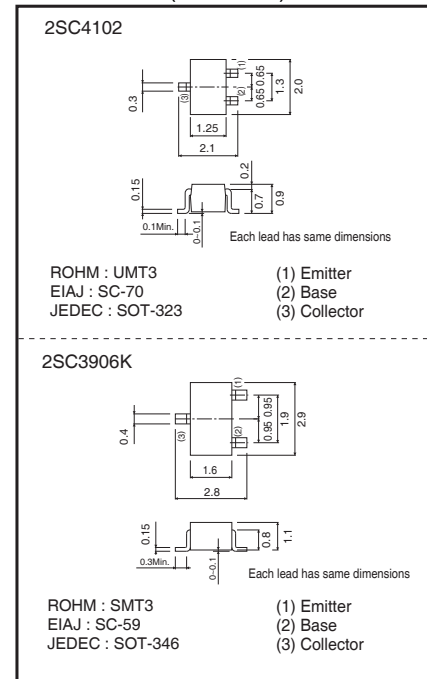 2SC4102
(1)
(2)
(3)
0.65 0.65
1.3
2.0
0.3
1.25
2.1
0.15
0.2
0.7
0.9
0.1Min.
0~0.1
Each lead has same dimensions
ROHM : UMT3
EIAJ : SC-70
JEDEC : SOT-323
(1) Emitter
(2) Base
(3) Collector
2SC3906K
(1)
(2)
(3)
0.95 0.95
1.9
2.9
0.4
1.6
2.8
0.15
0.8
1.1
0.3Min.
0~0.1
Each lead has same dimensions
ROHM : SMT3
EIAJ : SC-59
JEDEC : SOT-346
(1) Emitter
(2) Base
(3) Collector